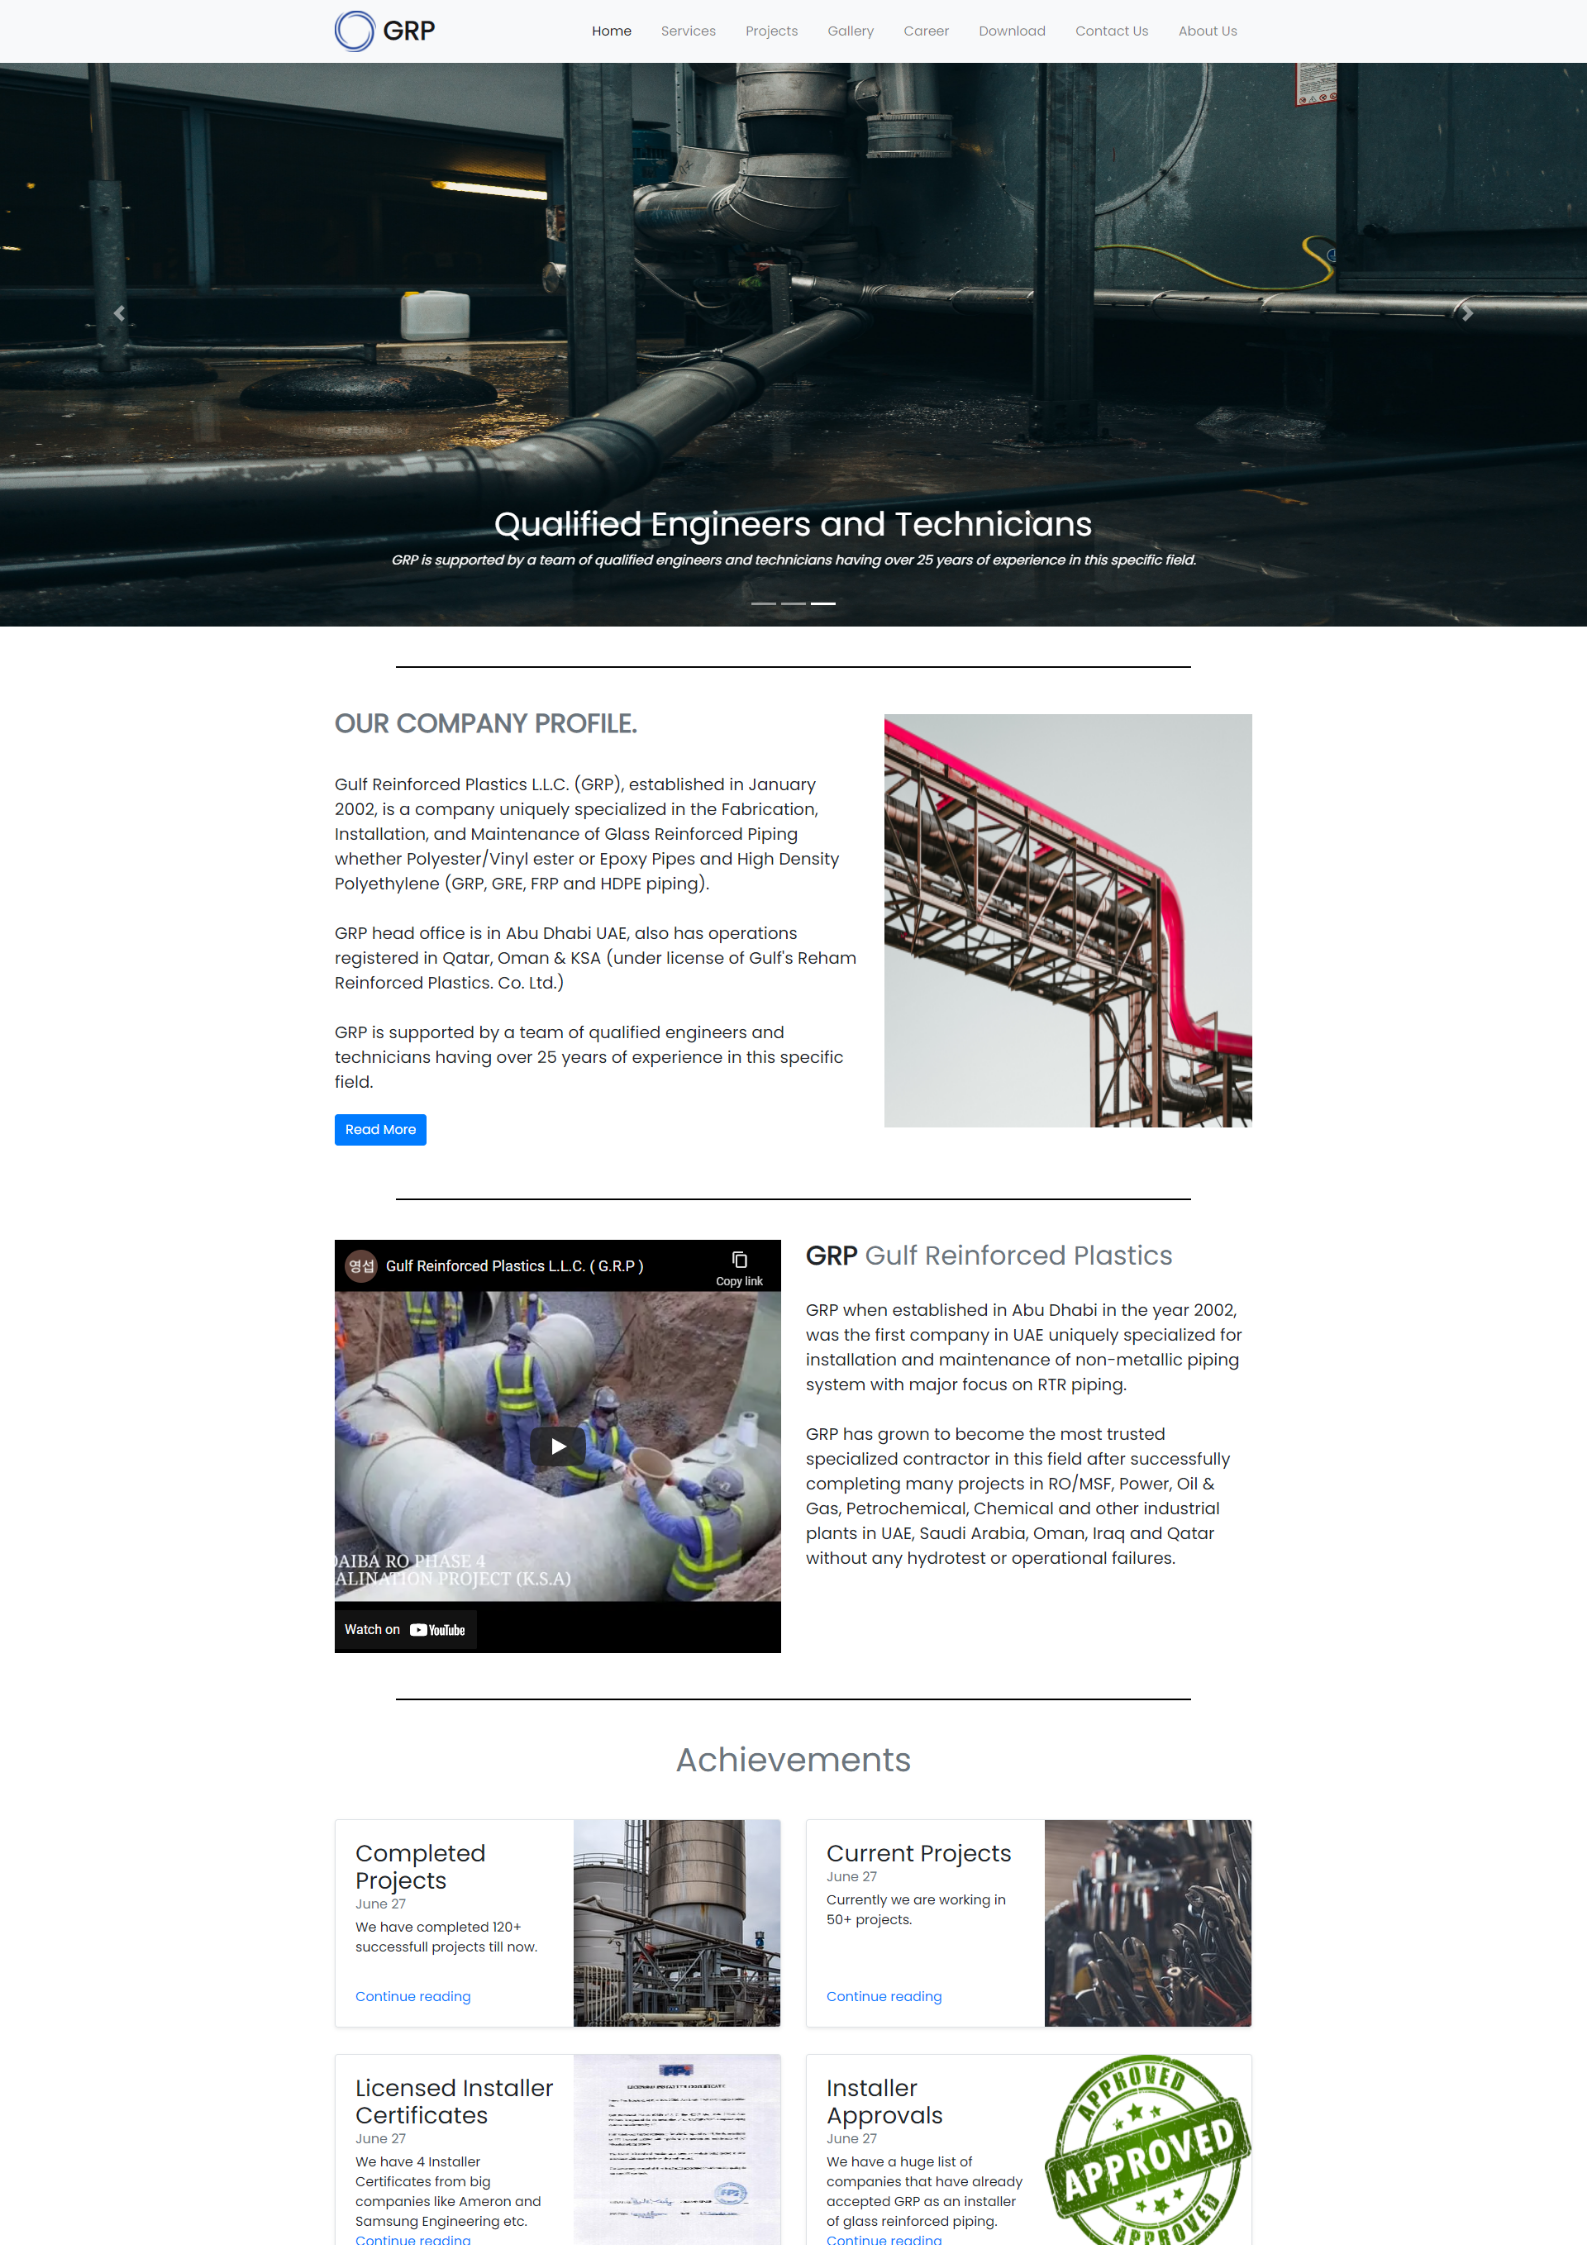 GRP
Home Services Projects Gallery Career Download Contact Us About Us
Qualified Engineers and Technicians
GRP is supported by a team of qualified engineers and technicians having over 25 years of experience in this specific field.
OUR COMPANY PROFILE.
Gulf Reinforced Plastics L.L.C. (GRP), established in January
2002, is a company uniquely specialized in the Fabrication,
Installation, and Maintenance of Glass Reinforced Piping
whether Polyester/Vinyl ester or Epoxy Pipes and High Density
Polyethylene (GRP, GRE, FRP and HDPE piping).
GRP head office is in Abu Dhabi UAE, also has operations
registered in Qatar, Oman & KSA (under license of Gulf's Reham
Reinforced Plastics. Co. Ltd.)
GRP is supported by a team of qualified engineers and
technicians having over 25 years of experience in this specific
field.
Read More
영섭 Gulf Reinforced Plastics L.L.C. ( G.R.P )
Copy link
AIBA RO PHASE 4
ALINATION PROJECT (K.S.A)
Watch on YouTube
GRP Gulf Reinforced Plastics
GRP when established in Abu Dhabi in the year 2002,
was the first company in UAE uniquely specialized for
installation and maintenance of non-metallic piping
system with major focus on RTR piping.
GRP has grown to become the most trusted
specialized contractor in this field after successfully
completing many projects in RO/MSF, Power, Oil &
Gas, Petrochemical, Chemical and other industrial
plants in UAE, Saudi Arabia, Oman, Iraq and Qatar
without any hydrotest or operational failures.
Achievements
Completed
Projects
June 27
We have completed 120+
successfull projects till now.
Continue reading
Current Projects
June 27
Currently we are working in
50+ projects.
Continue reading
Licensed Installer
Certificates
June 27
We have 4 Installer
Certificates from big
companies like Ameron and
Samsung Engineering etc.
Continue reading
Installer
Approvals
June 27
We have a huge list of
companies that have already
accepted GRP as an installer
of glass reinforced piping.
Continue reading
APPROVED
APPROVED
APPROVED